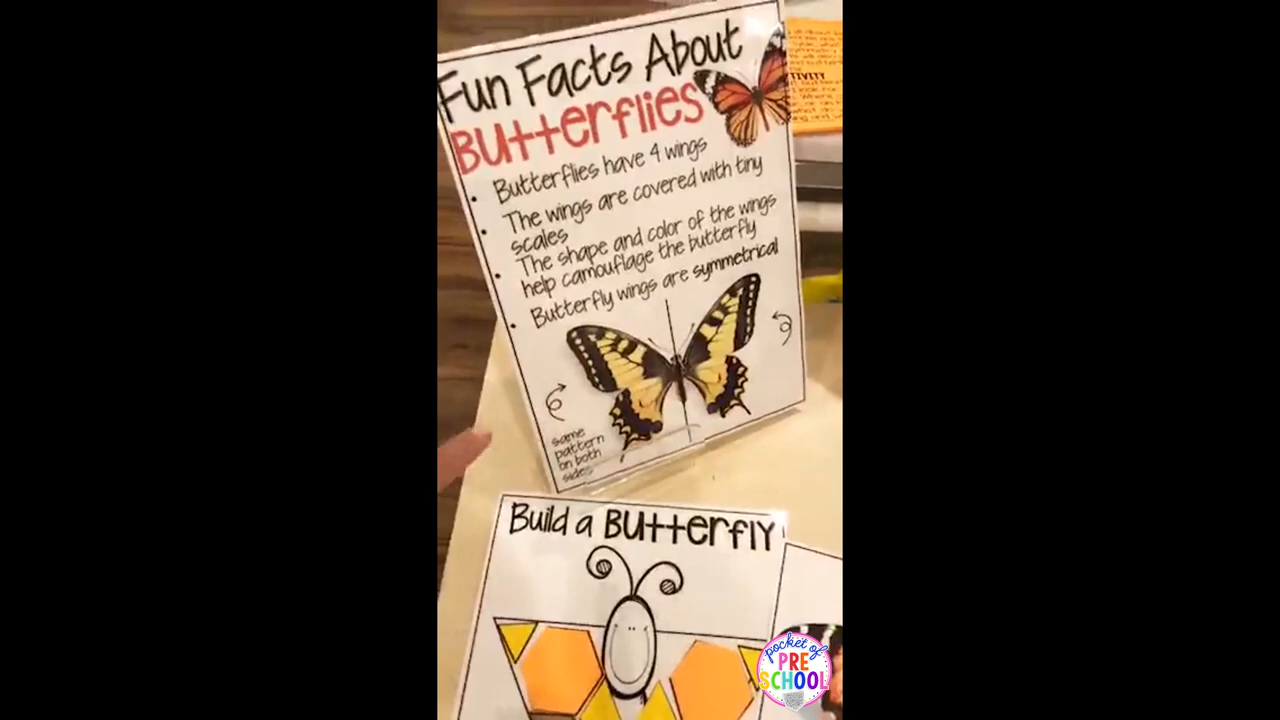 Fun Facts About
Butterflies
• Butterflies have 4 wings
• The wings are covered with tiny
scales
• The shape and color of the wings
help camouflage the butterfly
• Butterfly wings are symmetrical
same
pattern
on both
sides
Build a Butterfly
pocket of
PRE
SCHOOL